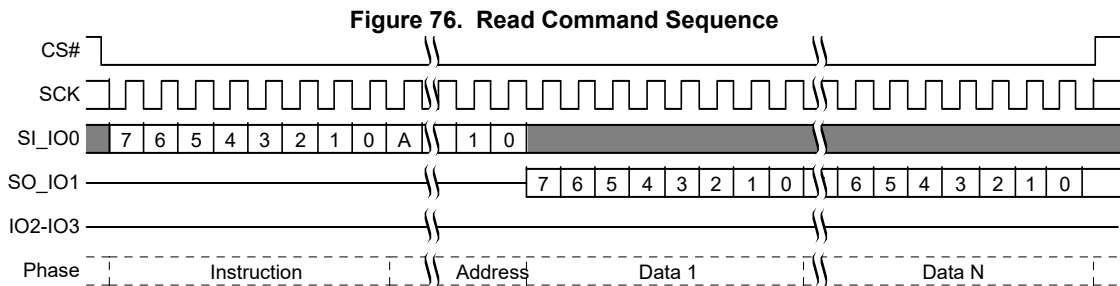 Figure 76. Read Command Sequence
CS#
SCK
SI_IO0 7 6 5 4 3 2 1 0 A 1 0
SO_IO1 7 6 5 4 3 2 1 0 6 5 4 3 2 1 0
IO2-IO3
Phase Instruction Address Data 1 Data N